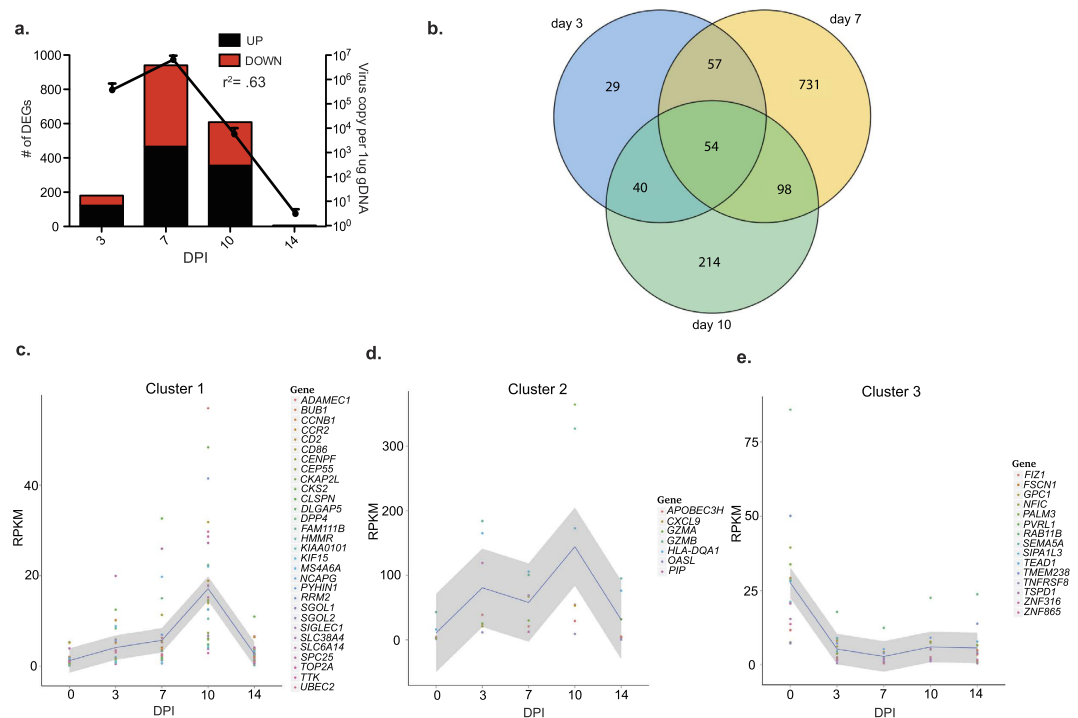 a.
UP
DOWN
r²= .63
# of DEGs
1000
800
600
400
200
0
10⁷
10⁶
10⁵
10⁴
10³
10²
10¹
10⁰
Virus copy per 1ug gDNA
3 7 10 14
DPI
b.
day 3
day 7
29
57
731
54
40
98
214
day 10
c.
Cluster 1
RPKM
40
20
0
0 3 7 10 14
DPI
Gene
ADAMEC1
BUB1
CCNB1
CCR2
CD2
CD86
CENPF
CEP55
CKAP2L
CKS2
CLSPN
DLGAP5
DPP4
FAM111B
HMMR
KIAA0101
KIF15
MS4A6A
NCAPG
PYHIN1
RRM2
SGOL1
SGOL2
SIGLEC1
SLC38A4
SLC6A14
SPC25
TOP2A
TTK
UBEC2
d.
Cluster 2
RPKM
300
200
100
0
0 3 7 10 14
DPI
Gene
APOBEC3H
CXCL9
GZMA
GZMB
HLA-DQA1
OASL
PIP
e.
Cluster 3
RPKM
75
50
25
0
0 3 7 10 14
DPI
Gene
FIZ1
FSCN1
GPC1
NFIC
PALM3
PVRL1
RAB11B
SEMA5A
SIPA1L3
TEAD1
TMEM238
TNFRSF8
TSPD1
ZNF316
ZNF865